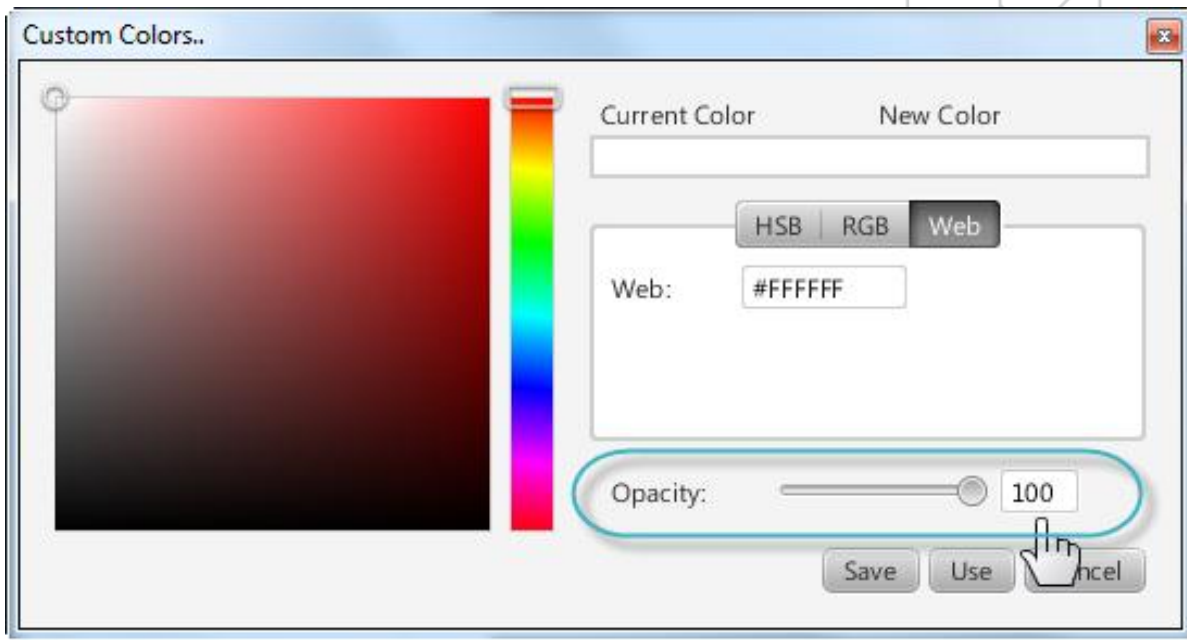 Custom Colors..
Current Color New Color
HSB RGB Web
Web: #FFFFFF
Opacity: 100
Save Use